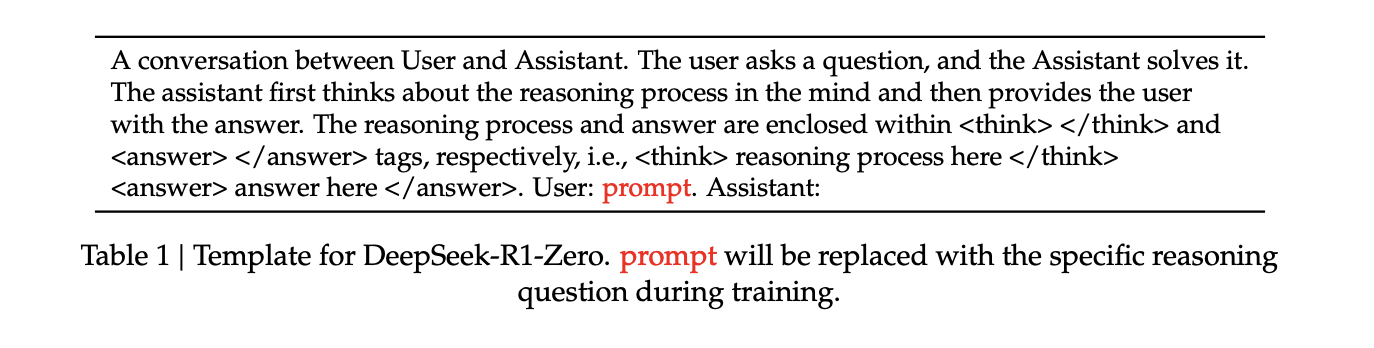 A conversation between User and Assistant. The user asks a question, and the Assistant solves it.
The assistant first thinks about the reasoning process in the mind and then provides the user
with the answer. The reasoning process and answer are enclosed within <think> </think> and
<answer> </answer> tags, respectively, i.e., <think> reasoning process here </think>
<answer> answer here </answer>. User: prompt. Assistant:
Table 1 | Template for DeepSeek-R1-Zero. prompt will be replaced with the specific reasoning
question during training.